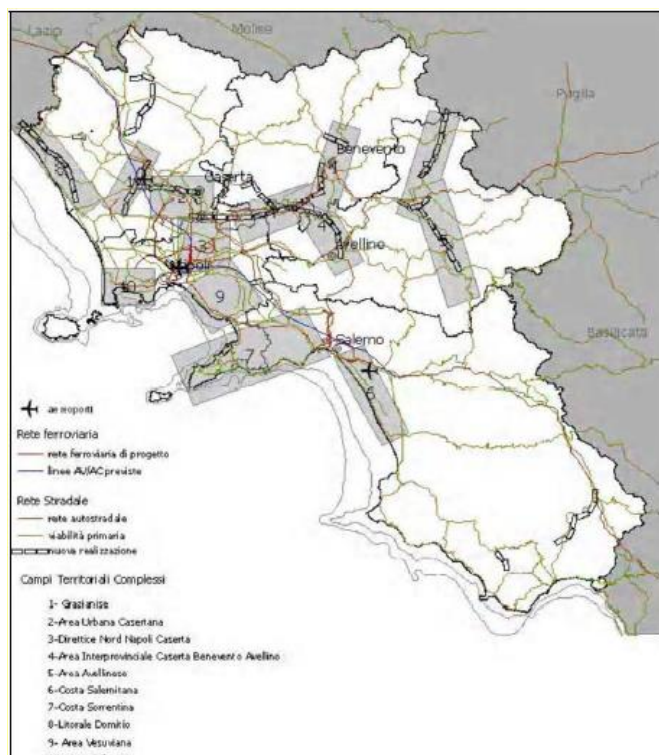 Lazio
Molise
Puglia
Benevento
Caserta
Avellino
Napoli
9
Salerno
Basilicata
7
6
aeroporti
Rete ferroviaria
rete ferroviaria di progetto
linee AV/AC previste
Rete Stradale
rete autostradale
viabilità primaria
nuova realizzazione
Campi Territoriali Complessi
1- Grazianise
2-Area Urbana Casertana
3-Direttice Nord Napoli Caserta
4-Area Interprovinciale Caserta Benevento Avellino
5-Area Avellinese
6-Costa Salernitana
7-Costa Sorrentina
8-Litorale Domitio
9- Area Vesuviana